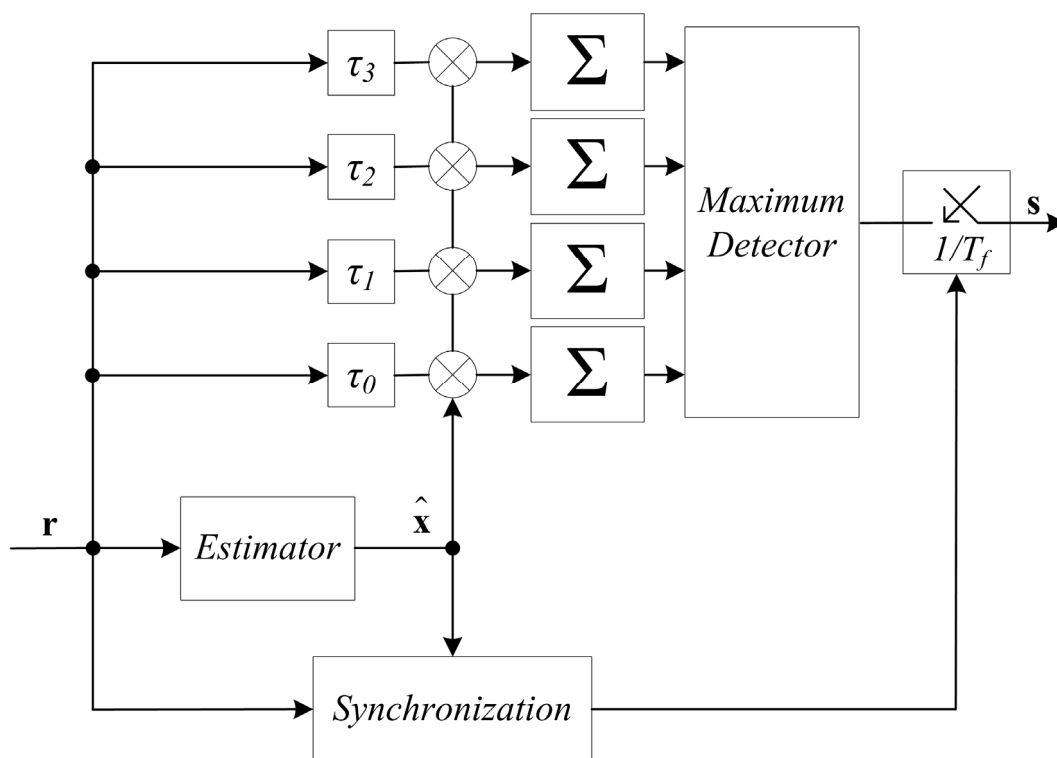 τ3
Σ
τ2
Σ
τ1
Σ
τ0
Σ
Maximum
Detector
1/Tf
s
r
Estimator
x̂
Synchronization